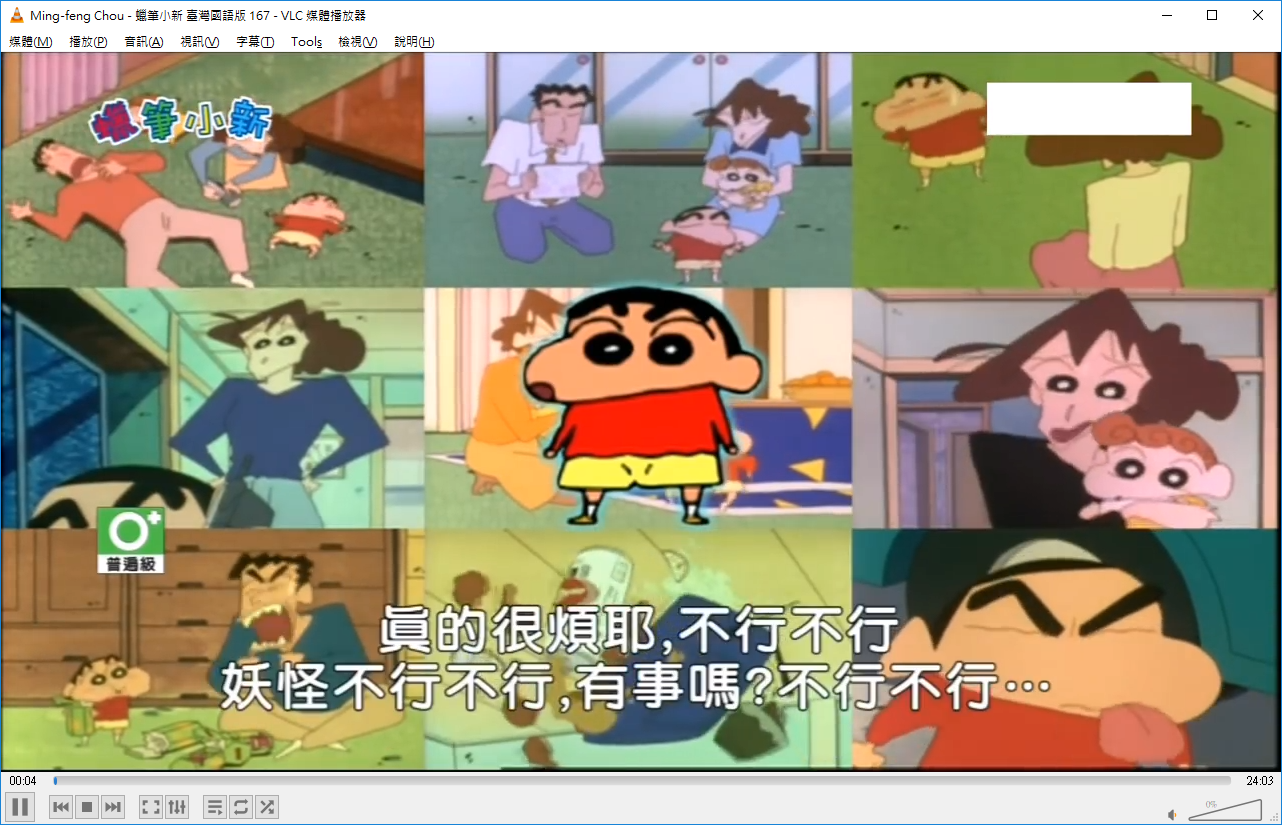 Ming-feng Chou - 蠟筆小新 臺灣國語版 167 - VLC 媒體播放器
媒體(M) 播放(P) 音訊(A) 視訊(V) 字幕(T) Tools 檢視(V) 說明(H)
蠟筆小新
普遍級
真的很煩耶,不行不行
妖怪不行不行,有事嗎?不行不行…
00:04 24:03
0%